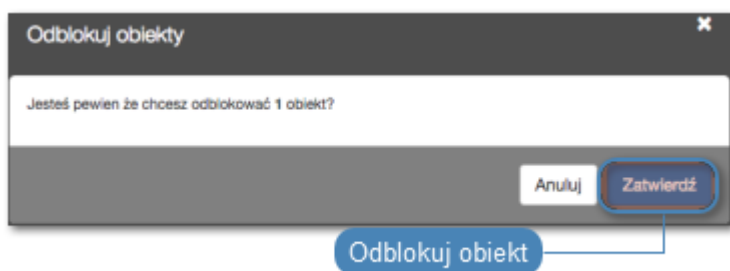 Odblokuj obiekty
Jesteś pewien że chcesz odblokować 1 obiekt?
Anuluj Zatwierdź
Odblokuj obiekt